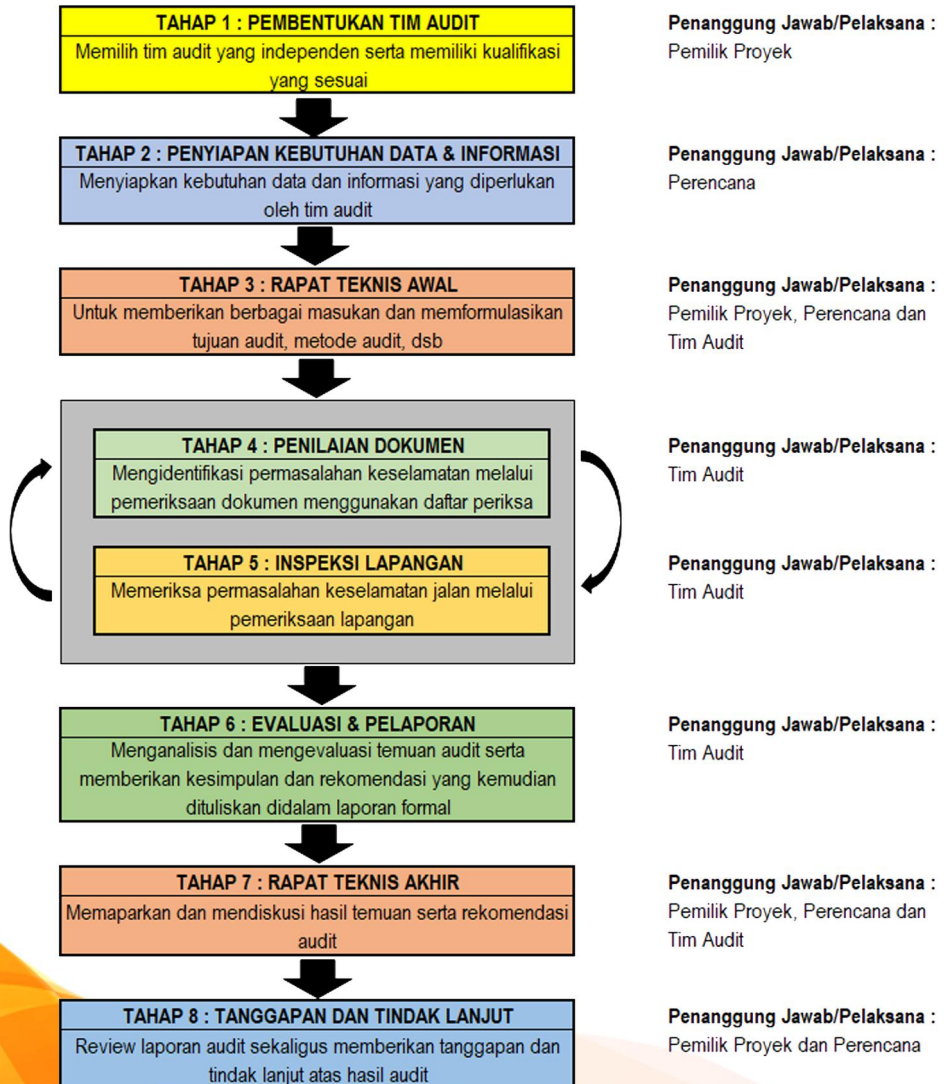 TAHAP 1 : PEMBENTUKAN TIM AUDIT
Memilih tim audit yang independen serta memiliki kualifikasi
yang sesuai
Penanggung Jawab/Pelaksana :
Pemilik Proyek
TAHAP 2 : PENYIAPAN KEBUTUHAN DATA & INFORMASI
Menyiapkan kebutuhan data dan informasi yang diperlukan
oleh tim audit
Penanggung Jawab/Pelaksana :
Perencana
TAHAP 3 : RAPAT TEKNIS AWAL
Untuk memberikan berbagai masukan dan memformulasikan
tujuan audit, metode audit, dsb
Penanggung Jawab/Pelaksana :
Pemilik Proyek, Perencana dan
Tim Audit
TAHAP 4 : PENILAIAN DOKUMEN
Mengidentifikasi permasalahan keselamatan melalui
pemeriksaan dokumen menggunakan daftar periksa
Penanggung Jawab/Pelaksana :
Tim Audit
TAHAP 5 : INSPEKSI LAPANGAN
Memeriksa permasalahan keselamatan jalan melalui
pemeriksaan lapangan
Penanggung Jawab/Pelaksana :
Tim Audit
TAHAP 6 : EVALUASI & PELAPORAN
Menganalisis dan mengevaluasi temuan audit serta
memberikan kesimpulan dan rekomendasi yang kemudian
dituliskan didalam laporan formal
Penanggung Jawab/Pelaksana :
Tim Audit
TAHAP 7 : RAPAT TEKNIS AKHIR
Memaparkan dan mendiskusi hasil temuan serta rekomendasi
audit
Penanggung Jawab/Pelaksana :
Pemilik Proyek, Perencana dan
Tim Audit
TAHAP 8 : TANGGAPAN DAN TINDAK LANJUT
Review laporan audit sekaligus memberikan tanggapan dan
tindak lanjut atas hasil audit
Penanggung Jawab/Pelaksana :
Pemilik Proyek dan Perencana